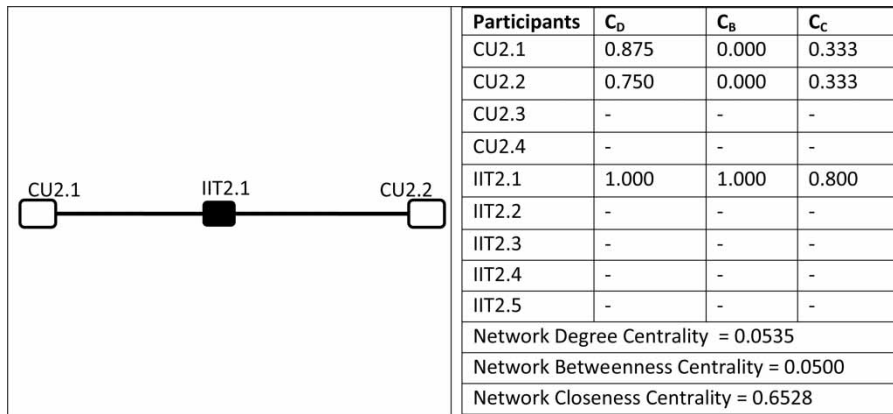 CU2.1 IIT2.1 CU2.2
Participants C_D C_B C_C
CU2.1 0.875 0.000 0.333
CU2.2 0.750 0.000 0.333
CU2.3 - - -
CU2.4 - - -
IIT2.1 1.000 1.000 0.800
IIT2.2 - - -
IIT2.3 - - -
IIT2.4 - - -
IIT2.5 - - -
Network Degree Centrality = 0.0535
Network Betweenness Centrality = 0.0500
Network Closeness Centrality = 0.6528